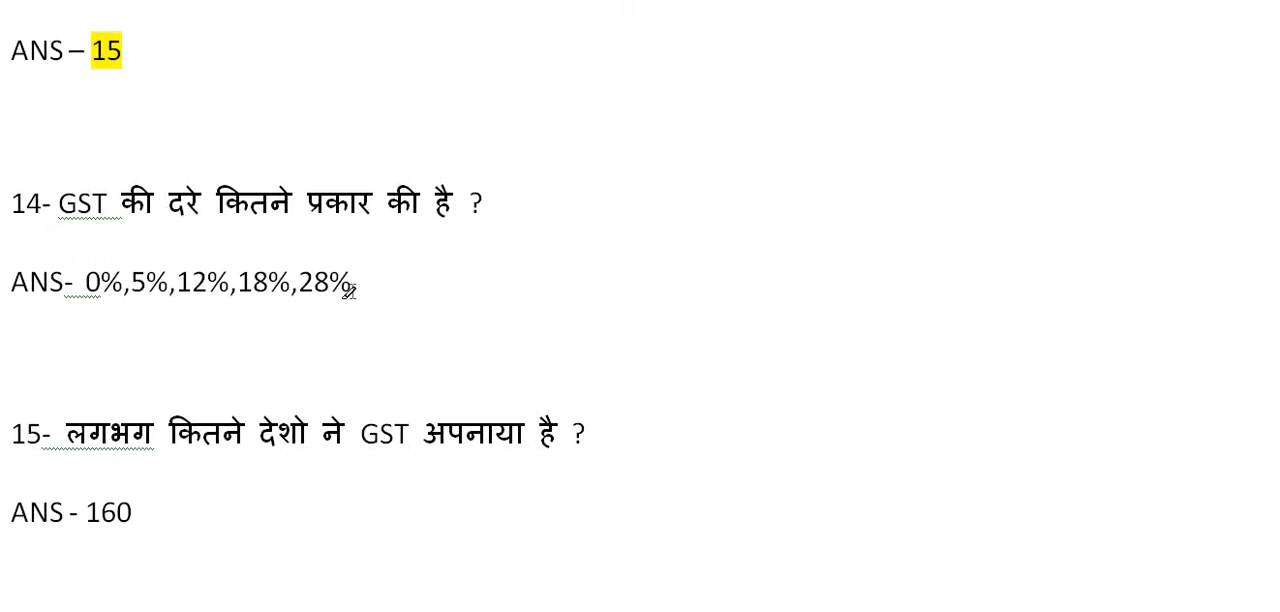 ANS – 15
14- GST की दरे कितने प्रकार की है ?
ANS- 0%,5%,12%,18%,28%
15- लगभग कितने देशो ने GST अपनाया है ?
ANS - 160